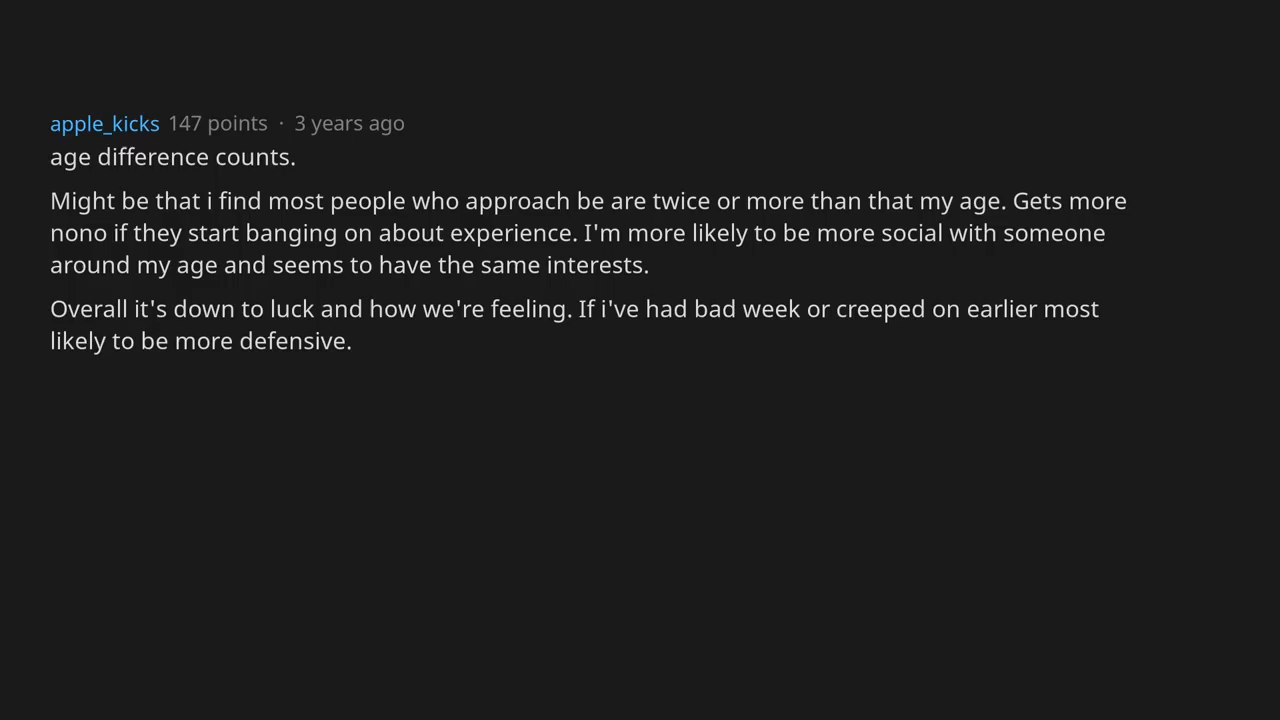 apple_kicks 147 points · 3 years ago
age difference counts.
Might be that i find most people who approach be are twice or more than that my age. Gets more
nono if they start banging on about experience. I'm more likely to be more social with someone
around my age and seems to have the same interests.
Overall it's down to luck and how we're feeling. If i've had bad week or creeped on earlier most
likely to be more defensive.